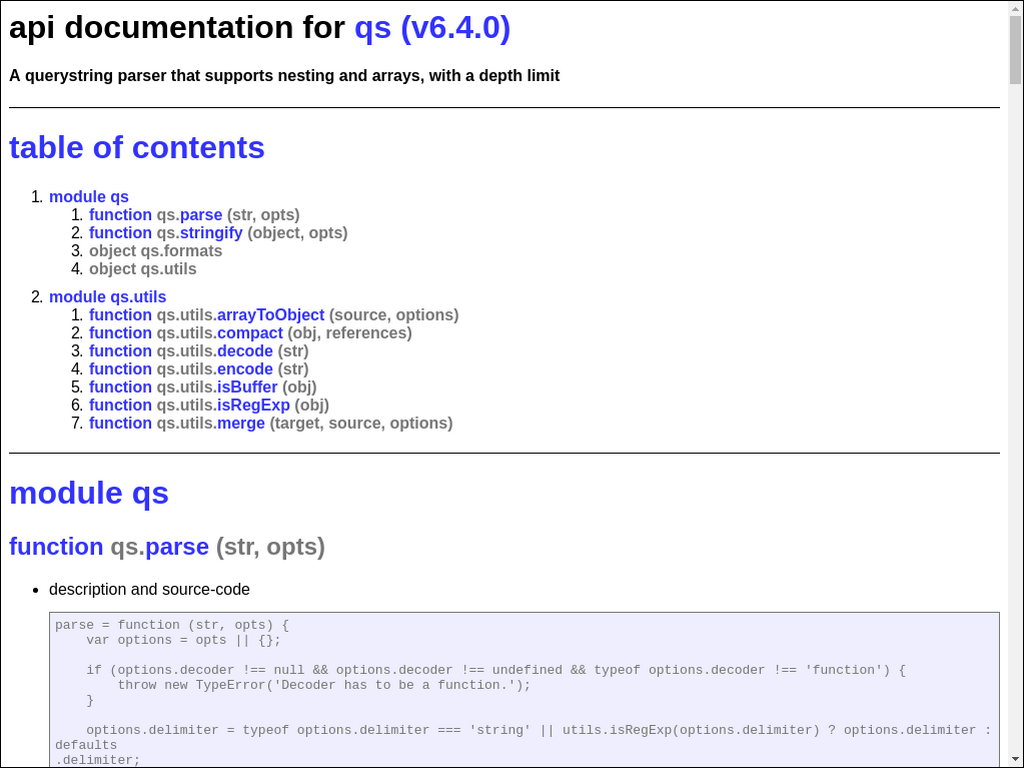 api documentation for qs (v6.4.0)
A querystring parser that supports nesting and arrays, with a depth limit
table of contents
1. module qs
1. function qs.parse (str, opts)
2. function qs.stringify (object, opts)
3. object qs.formats
4. object qs.utils
2. module qs.utils
1. function qs.utils.arrayToObject (source, options)
2. function qs.utils.compact (obj, references)
3. function qs.utils.decode (str)
4. function qs.utils.encode (str)
5. function qs.utils.isBuffer (obj)
6. function qs.utils.isRegExp (obj)
7. function qs.utils.merge (target, source, options)
module qs
function qs.parse (str, opts)
• description and source-code
parse = function (str, opts) {
    var options = opts || {};
    if (options.decoder !== null && options.decoder !== undefined && typeof options.decoder !== 'function') {
        throw new TypeError('Decoder has to be a function.');
    }
    options.delimiter = typeof options.delimiter === 'string' || utils.isRegExp(options.delimiter) ? options.delimiter :
defaults
.delimiter;